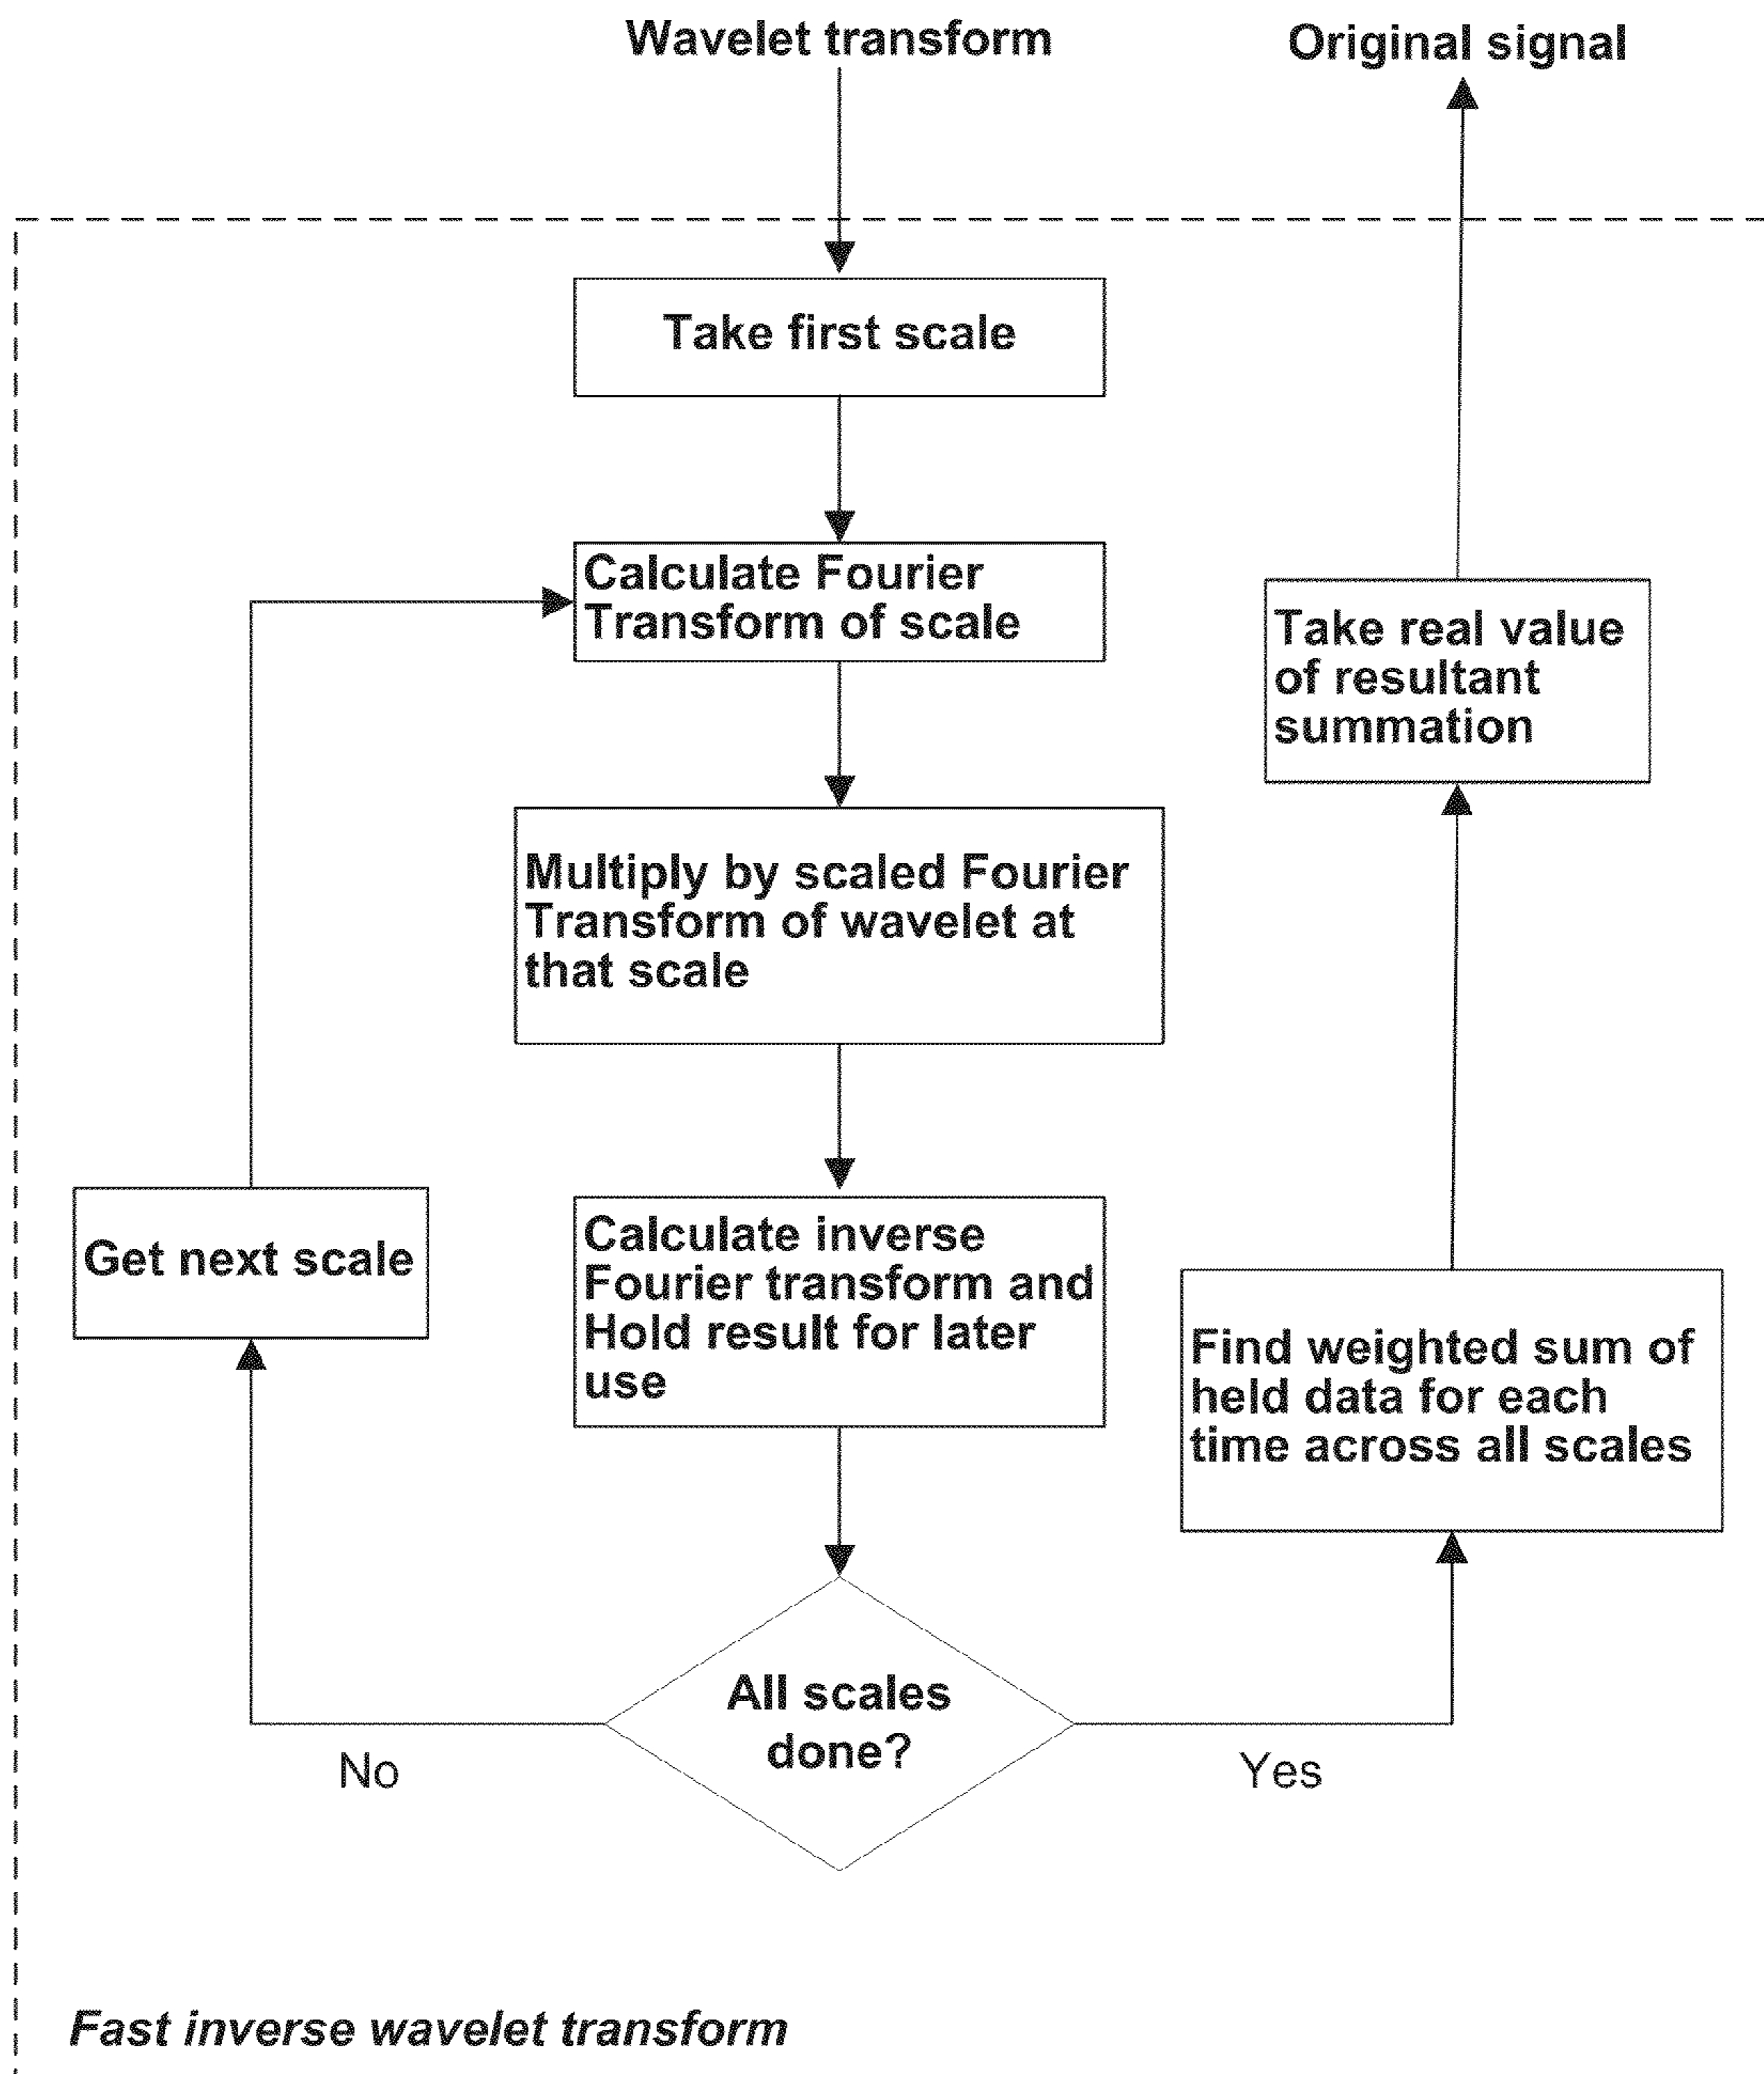 Wavelet transform
Original signal
Take first scale
Calculate Fourier
Transform of scale
Take real value
of resultant
summation
Multiply by scaled Fourier
Transform of wavelet at
that scale
Get next scale
Calculate inverse
Fourier transform and
Hold result for later
use
Find weighted sum of
held data for each
time across all scales
All scales
done?
No
Yes
Fast inverse wavelet transform